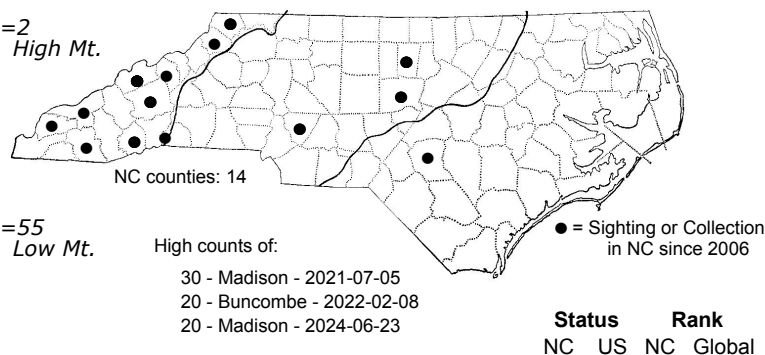 =2
High Mt.
NC counties: 14
=55
Low Mt.
High counts of:
30 - Madison - 2021-07-05
20 - Buncombe - 2022-02-08
20 - Madison - 2024-06-23
● = Sighting or Collection
in NC since 2006
Status Rank
NC US NC Global